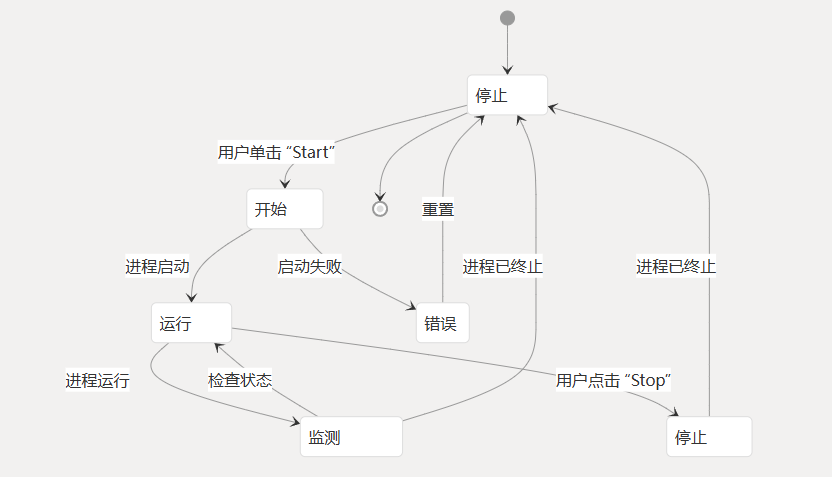 停止
用户单击 “Start”
开始
重置
进程启动
启动失败
进程已终止
进程已终止
运行
错误
进程运行
检查状态
用户点击 “Stop”
监测
停止